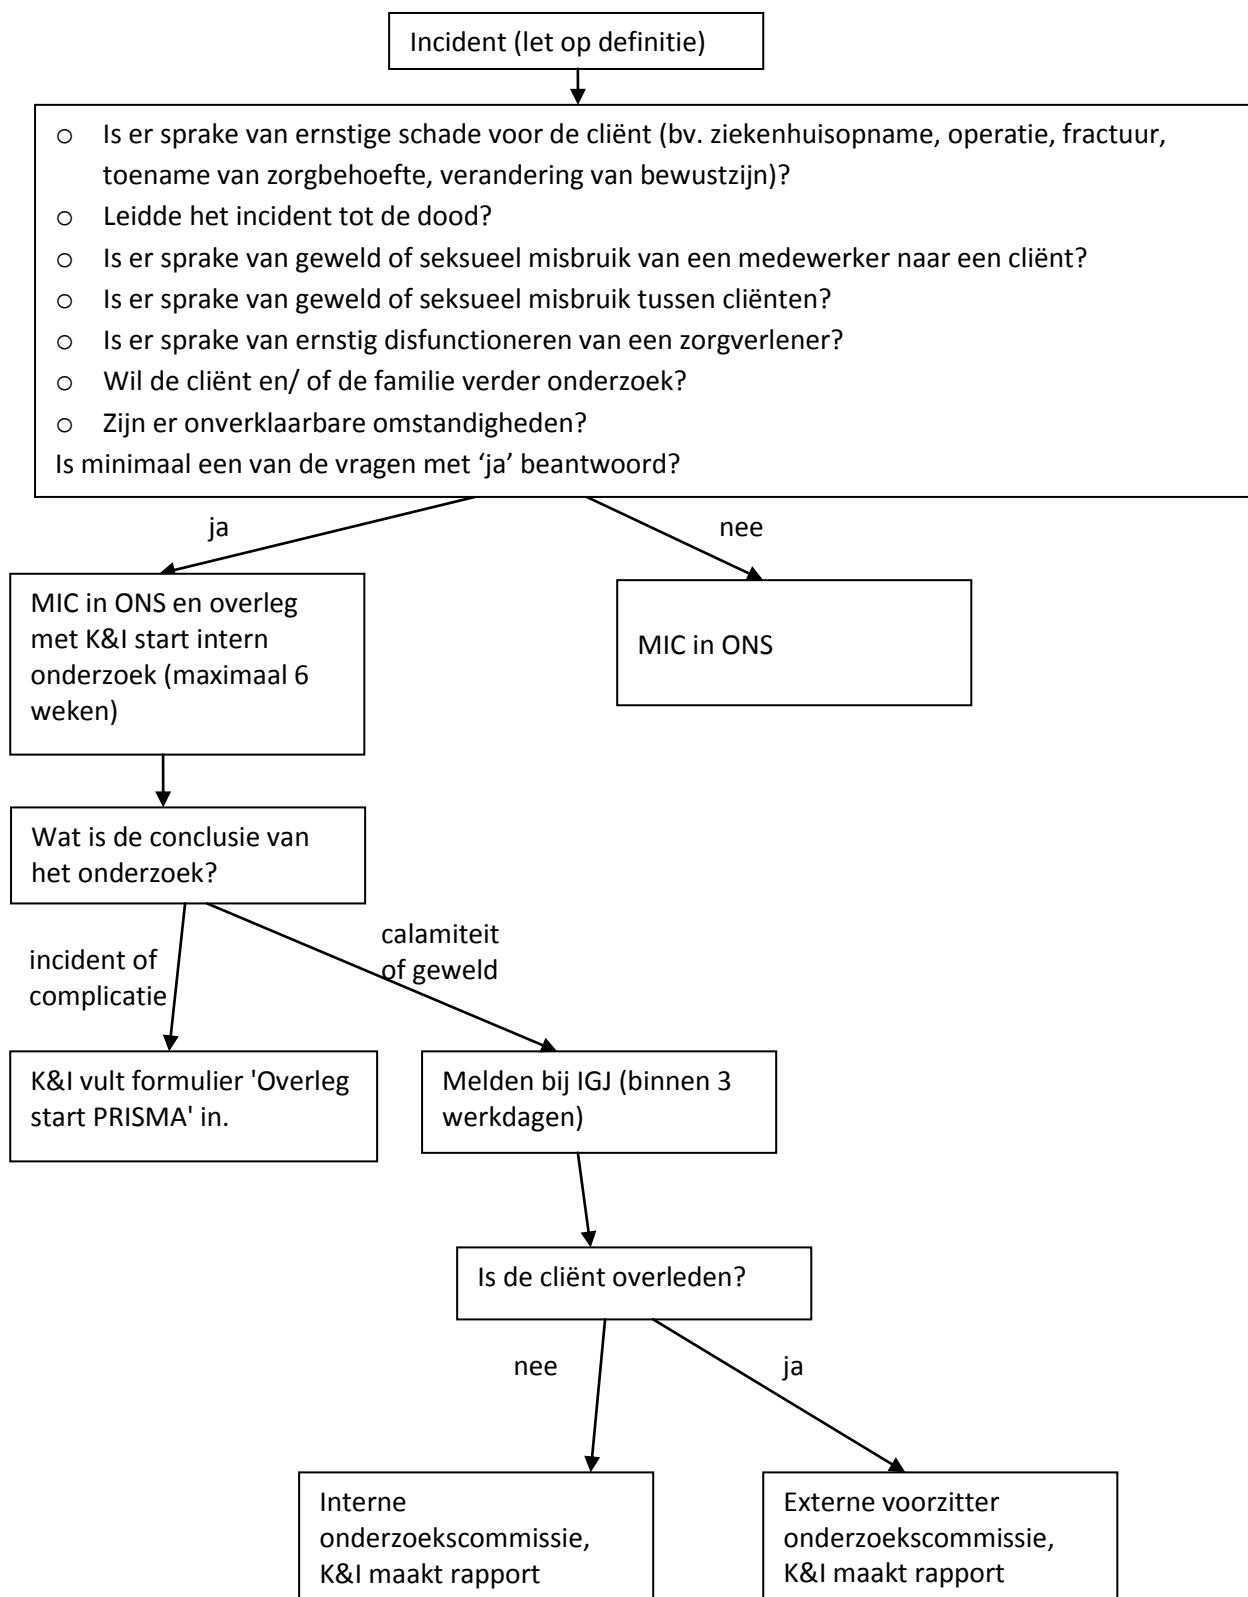 Incident (let op definitie)
o Is er sprake van ernstige schade voor de cliënt (bv. ziekenhuisopname, operatie, fractuur,
toename van zorgbehoefte, verandering van bewustzijn)?
o Leidde het incident tot de dood?
o Is er sprake van geweld of seksueel misbruik van een medewerker naar een cliënt?
o Is er sprake van geweld of seksueel misbruik tussen cliënten?
o Is er sprake van ernstig disfunctioneren van een zorgverlener?
o Wil de cliënt en/ of de familie verder onderzoek?
o Zijn er onverklaarbare omstandigheden?
Is minimaal een van de vragen met ‘ja’ beantwoord?
ja
nee
MIC in ONS en overleg
met K&I start intern
onderzoek (maximaal 6
weken)
MIC in ONS
Wat is de conclusie van
het onderzoek?
incident of
complicatie
calamiteit
of geweld
K&I vult formulier 'Overleg
start PRISMA' in.
Melden bij IGJ (binnen 3
werkdagen)
Is de cliënt overleden?
nee
ja
Interne
onderzoekscommissie,
K&I maakt rapport
Externe voorzitter
onderzoekscommissie,
K&I maakt rapport